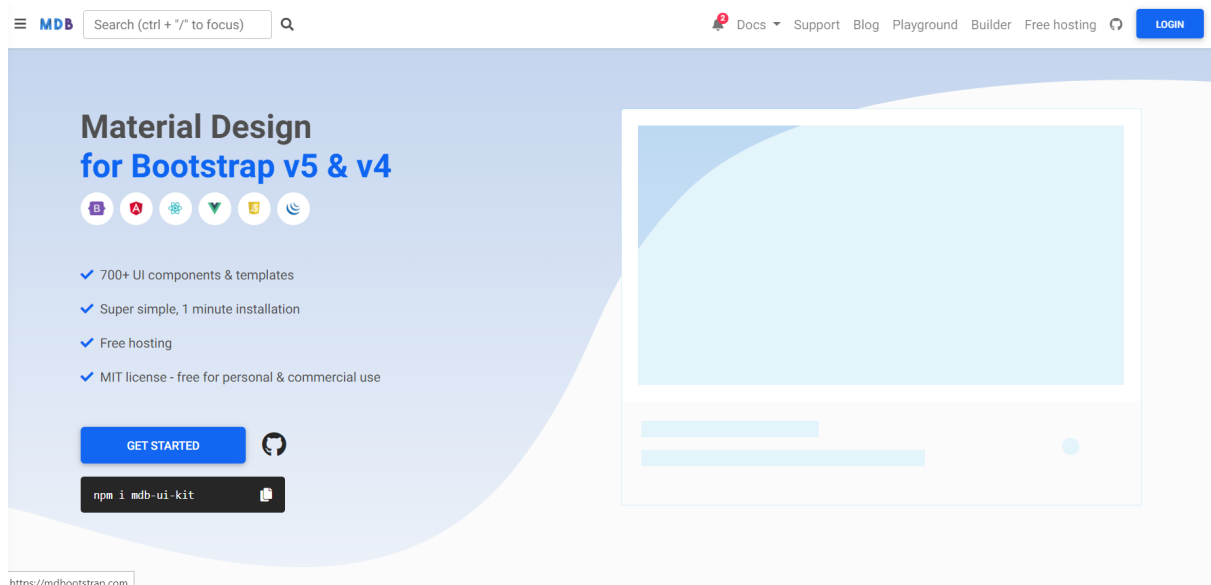 MDB
Search (ctrl + "/" to focus)
2
Docs
Support
Blog
Playground
Builder
Free hosting
LOGIN
Material Design
for Bootstrap v5 & v4
B
A
700+ UI components & templates
Super simple, 1 minute installation
Free hosting
MIT license - free for personal & commercial use
GET STARTED
npm i mdb-ui-kit
https://mdbootstrap.com